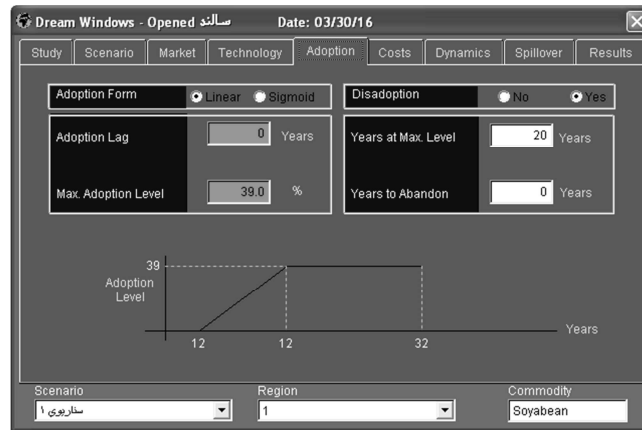 Dream Windows - Opened سالند Date: 03/30/16
Study Scenario Market Technology Adoption Costs Dynamics Spillover Results
Adoption Form Linear Sigmoid Disadoption No Yes
Adoption Lag 0 Years Years at Max. Level 20 Years
Max. Adoption Level 39.0 % Years to Abandon 0 Years
39
Adoption
Level
Years
12 12 32
Scenario Region Commodity
سناریوی ۱ 1 Soyabean